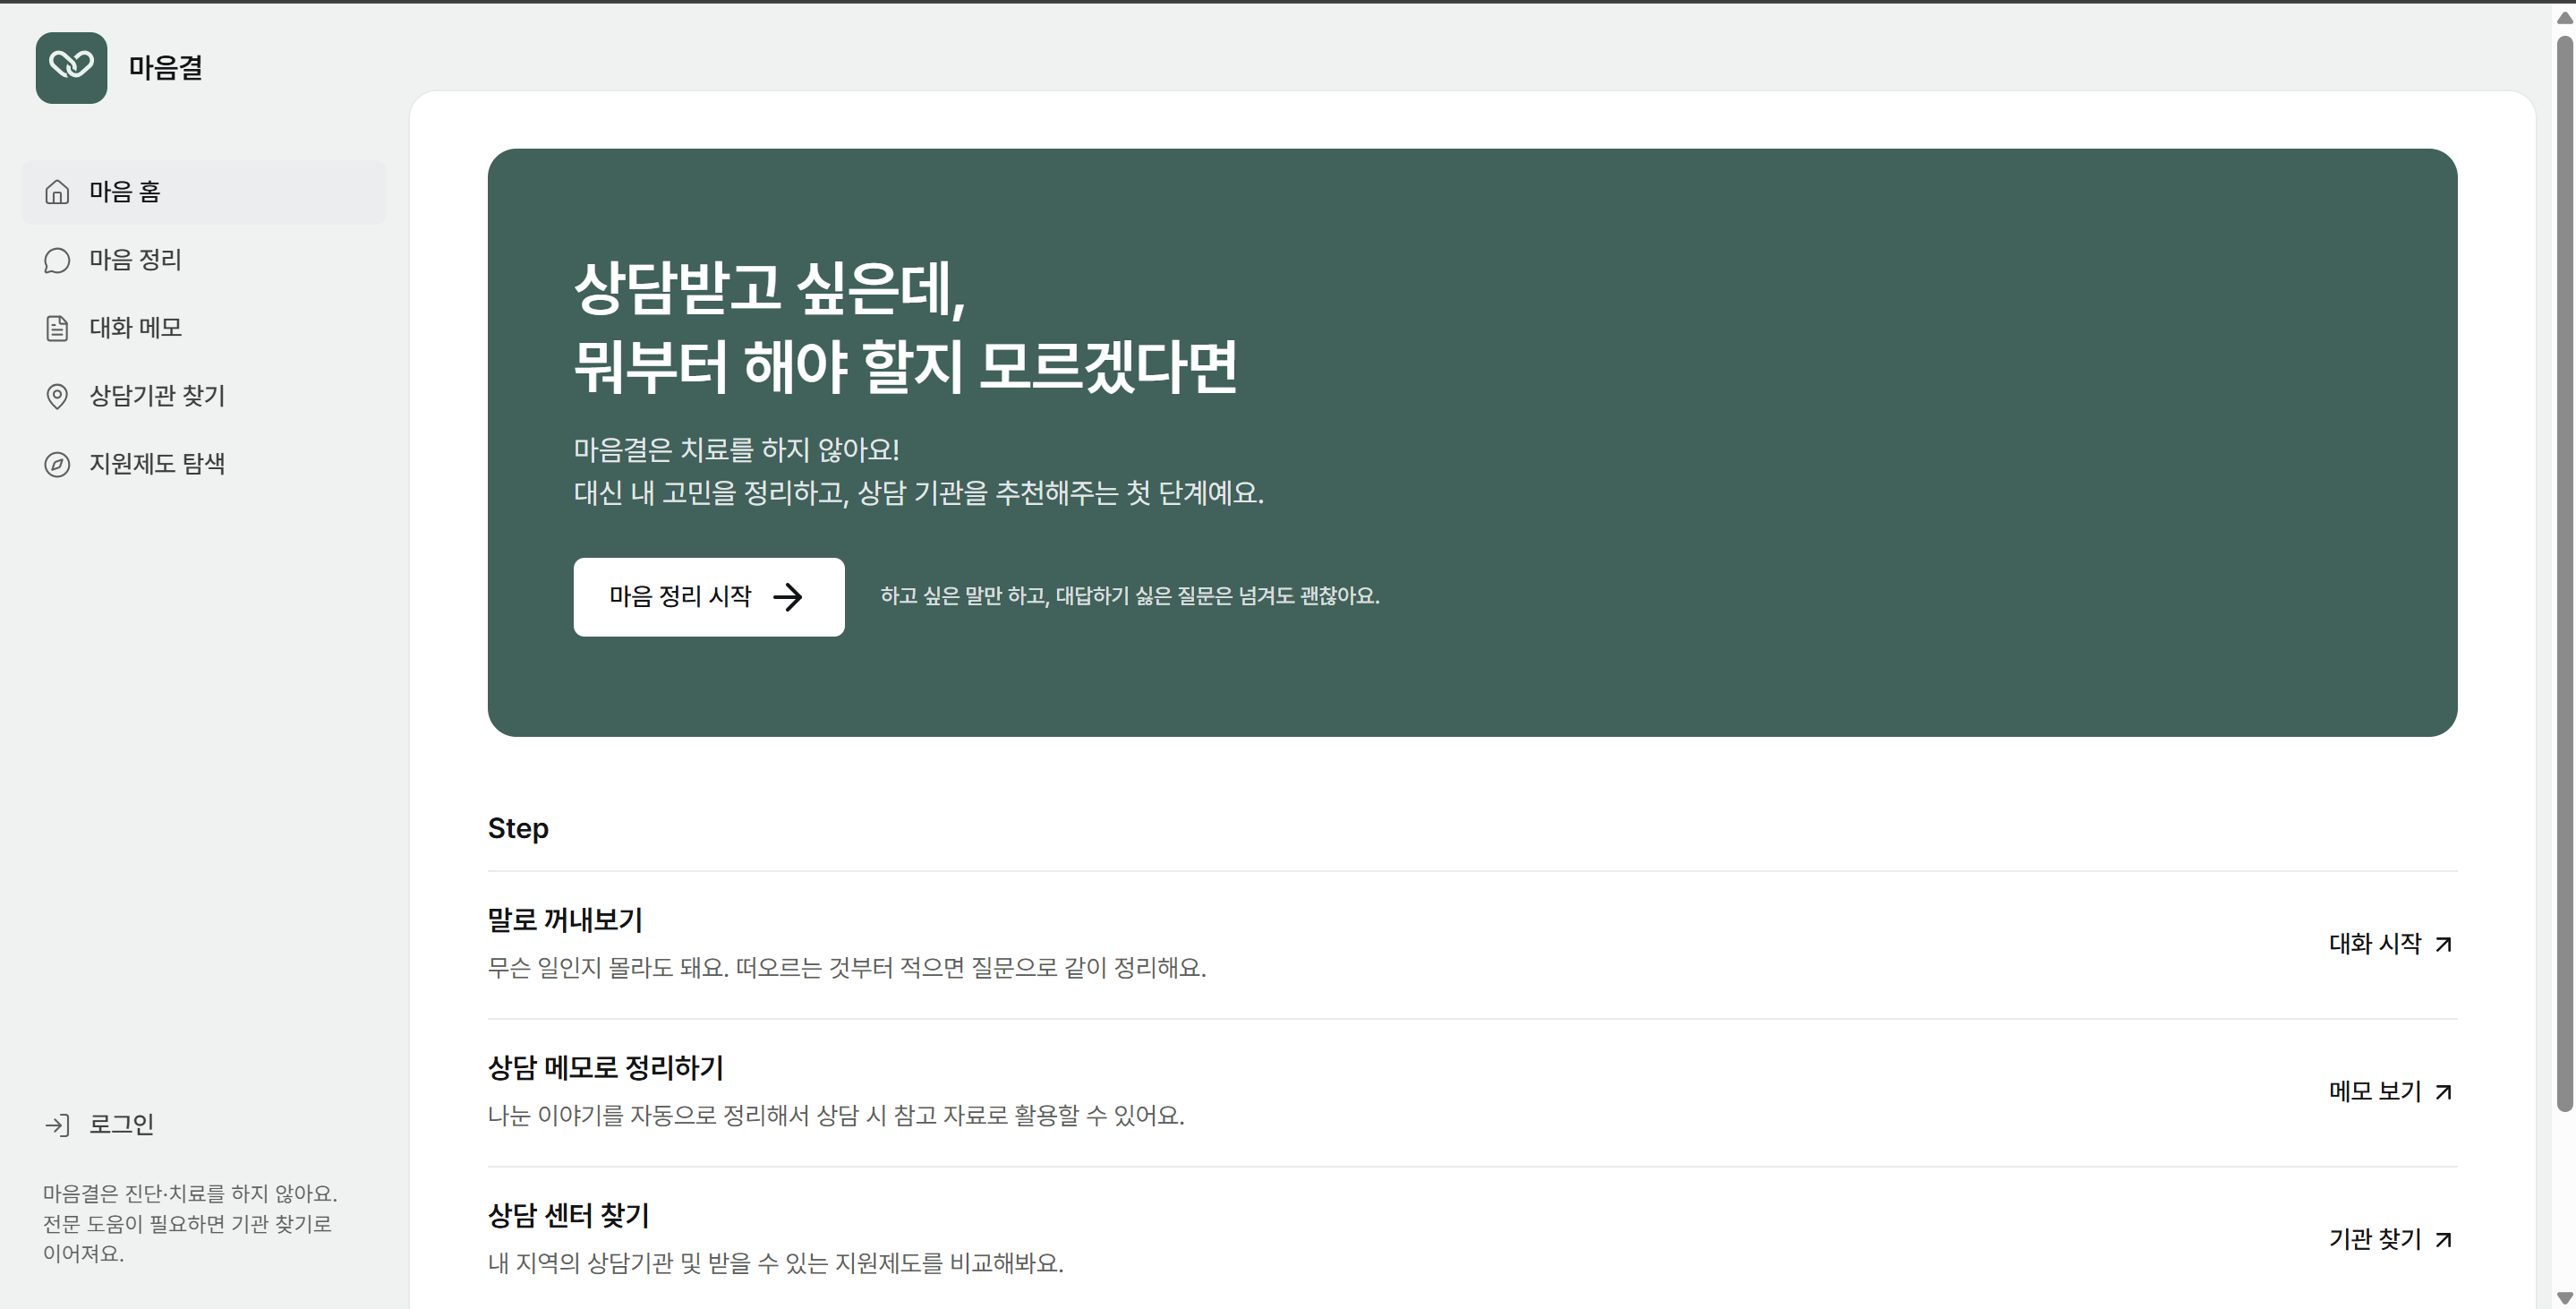 마음결
마음 홈
마음 정리
대화 메모
상담기관 찾기
지원제도 탐색
로그인
마음결은 진단·치료를 하지 않아요.
전문 도움이 필요하면 기관 찾기로
이어져요.
상담받고 싶은데,
뭐부터 해야 할지 모르겠다면
마음결은 치료를 하지 않아요!
대신 내 고민을 정리하고, 상담 기관을 추천해주는 첫 단계예요.
마음 정리 시작
하고 싶은 말만 하고, 대답하기 싫은 질문은 넘겨도 괜찮아요.
Step
말로 꺼내보기
무슨 일인지 몰라도 돼요. 떠오르는 것부터 적으면 질문으로 같이 정리해요.
대화 시작
상담 메모로 정리하기
나눈 이야기를 자동으로 정리해서 상담 시 참고 자료로 활용할 수 있어요.
메모 보기
상담 센터 찾기
내 지역의 상담기관 및 받을 수 있는 지원제도를 비교해봐요.
기관 찾기